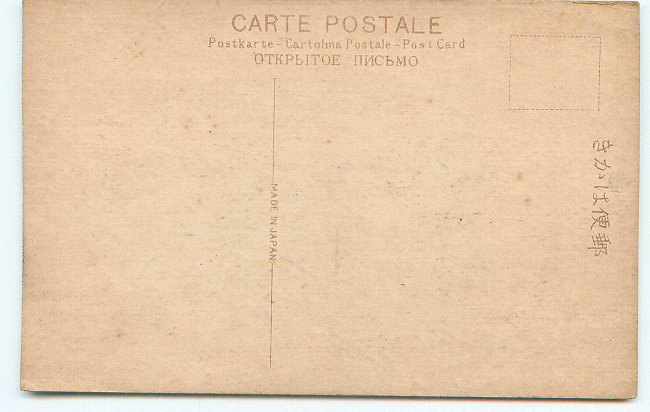 CARTE POSTALE
Postkarte - Cartolina Postale - Post Card
ОТКРЫТОЕ ПИСЬМО
MADE IN JAPAN
きかは便郵